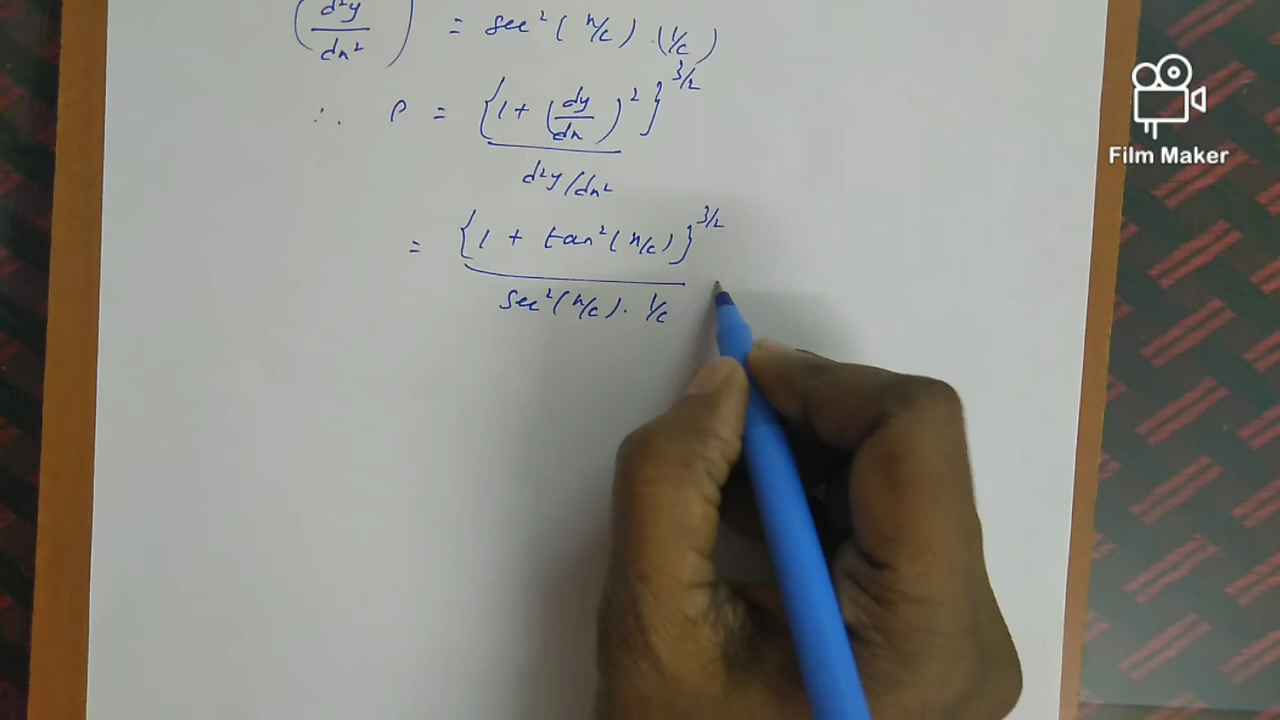 (d²y/dx²) = sec²(x/c) · (1/c)
∴ ρ = {1 + (dy/dx)²}^3/2
d²y/dx²
= {1 + tan²(x/c)}^3/2
sec²(x/c) · 1/c
Film Maker